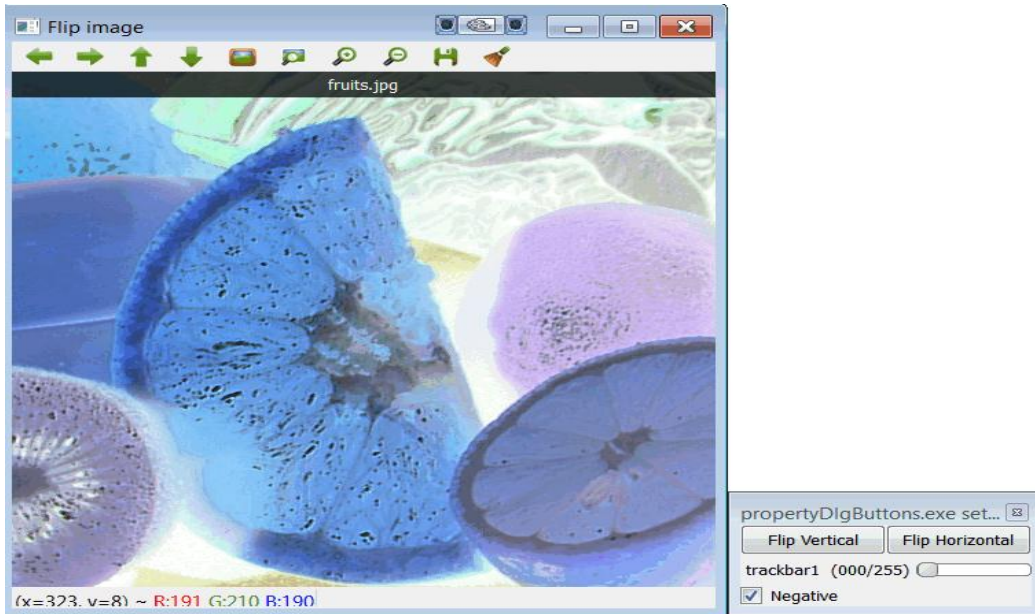 Flip image
fruits.jpg
(x=323, y=8) ~ R:191 G:210 B:190
propertyDlgButtons.exe set...
Flip Vertical
Flip Horizontal
trackbar1 (000/255)
Negative